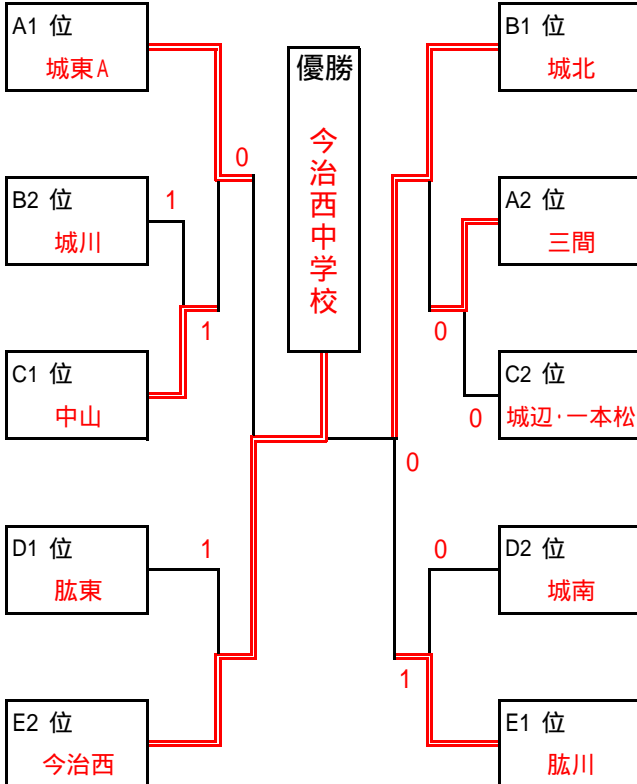 A1 位
城東A
B1 位
城北
優勝
今治西中学校
0
B2 位
城川
1
A2 位
三間
1
0
C1 位
中山
C2 位
城辺・一本松
0
0
D1 位
肱東
1
0
D2 位
城南
1
E2 位
今治西
E1 位
肱川